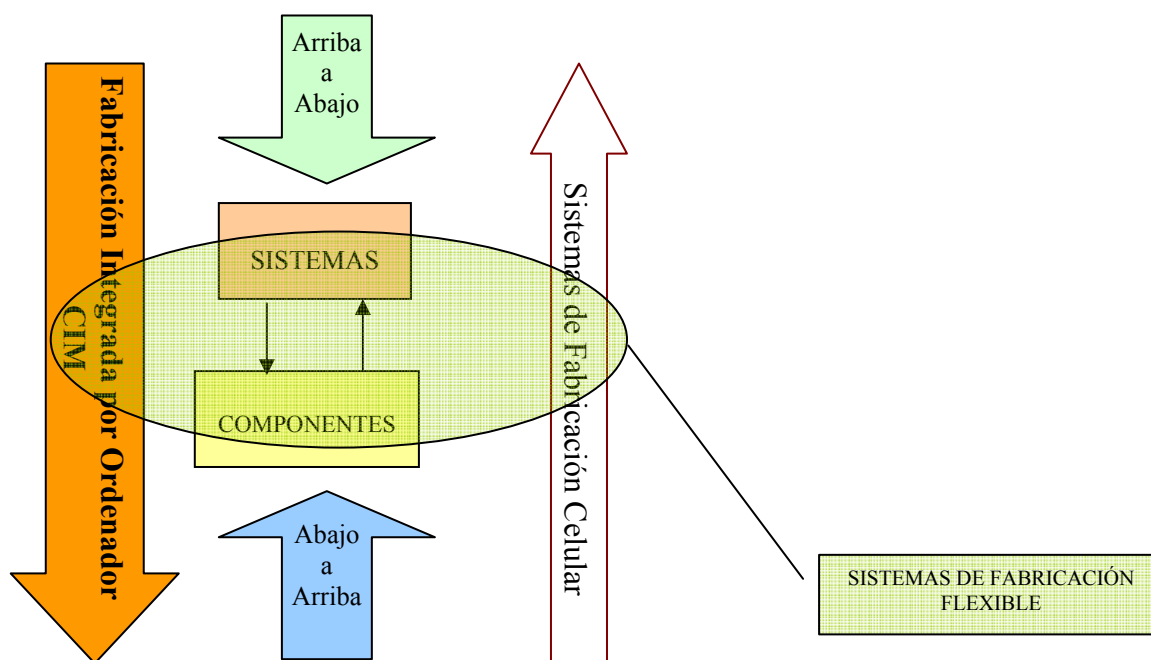 Fabricación Integrada por Ordenador
CIM
Arriba
a
Abajo
SISTEMAS
COMPONENTES
Abajo
a
Arriba
Sistemas de Fabricación Celular
SISTEMAS DE FABRICACIÓN
FLEXIBLE